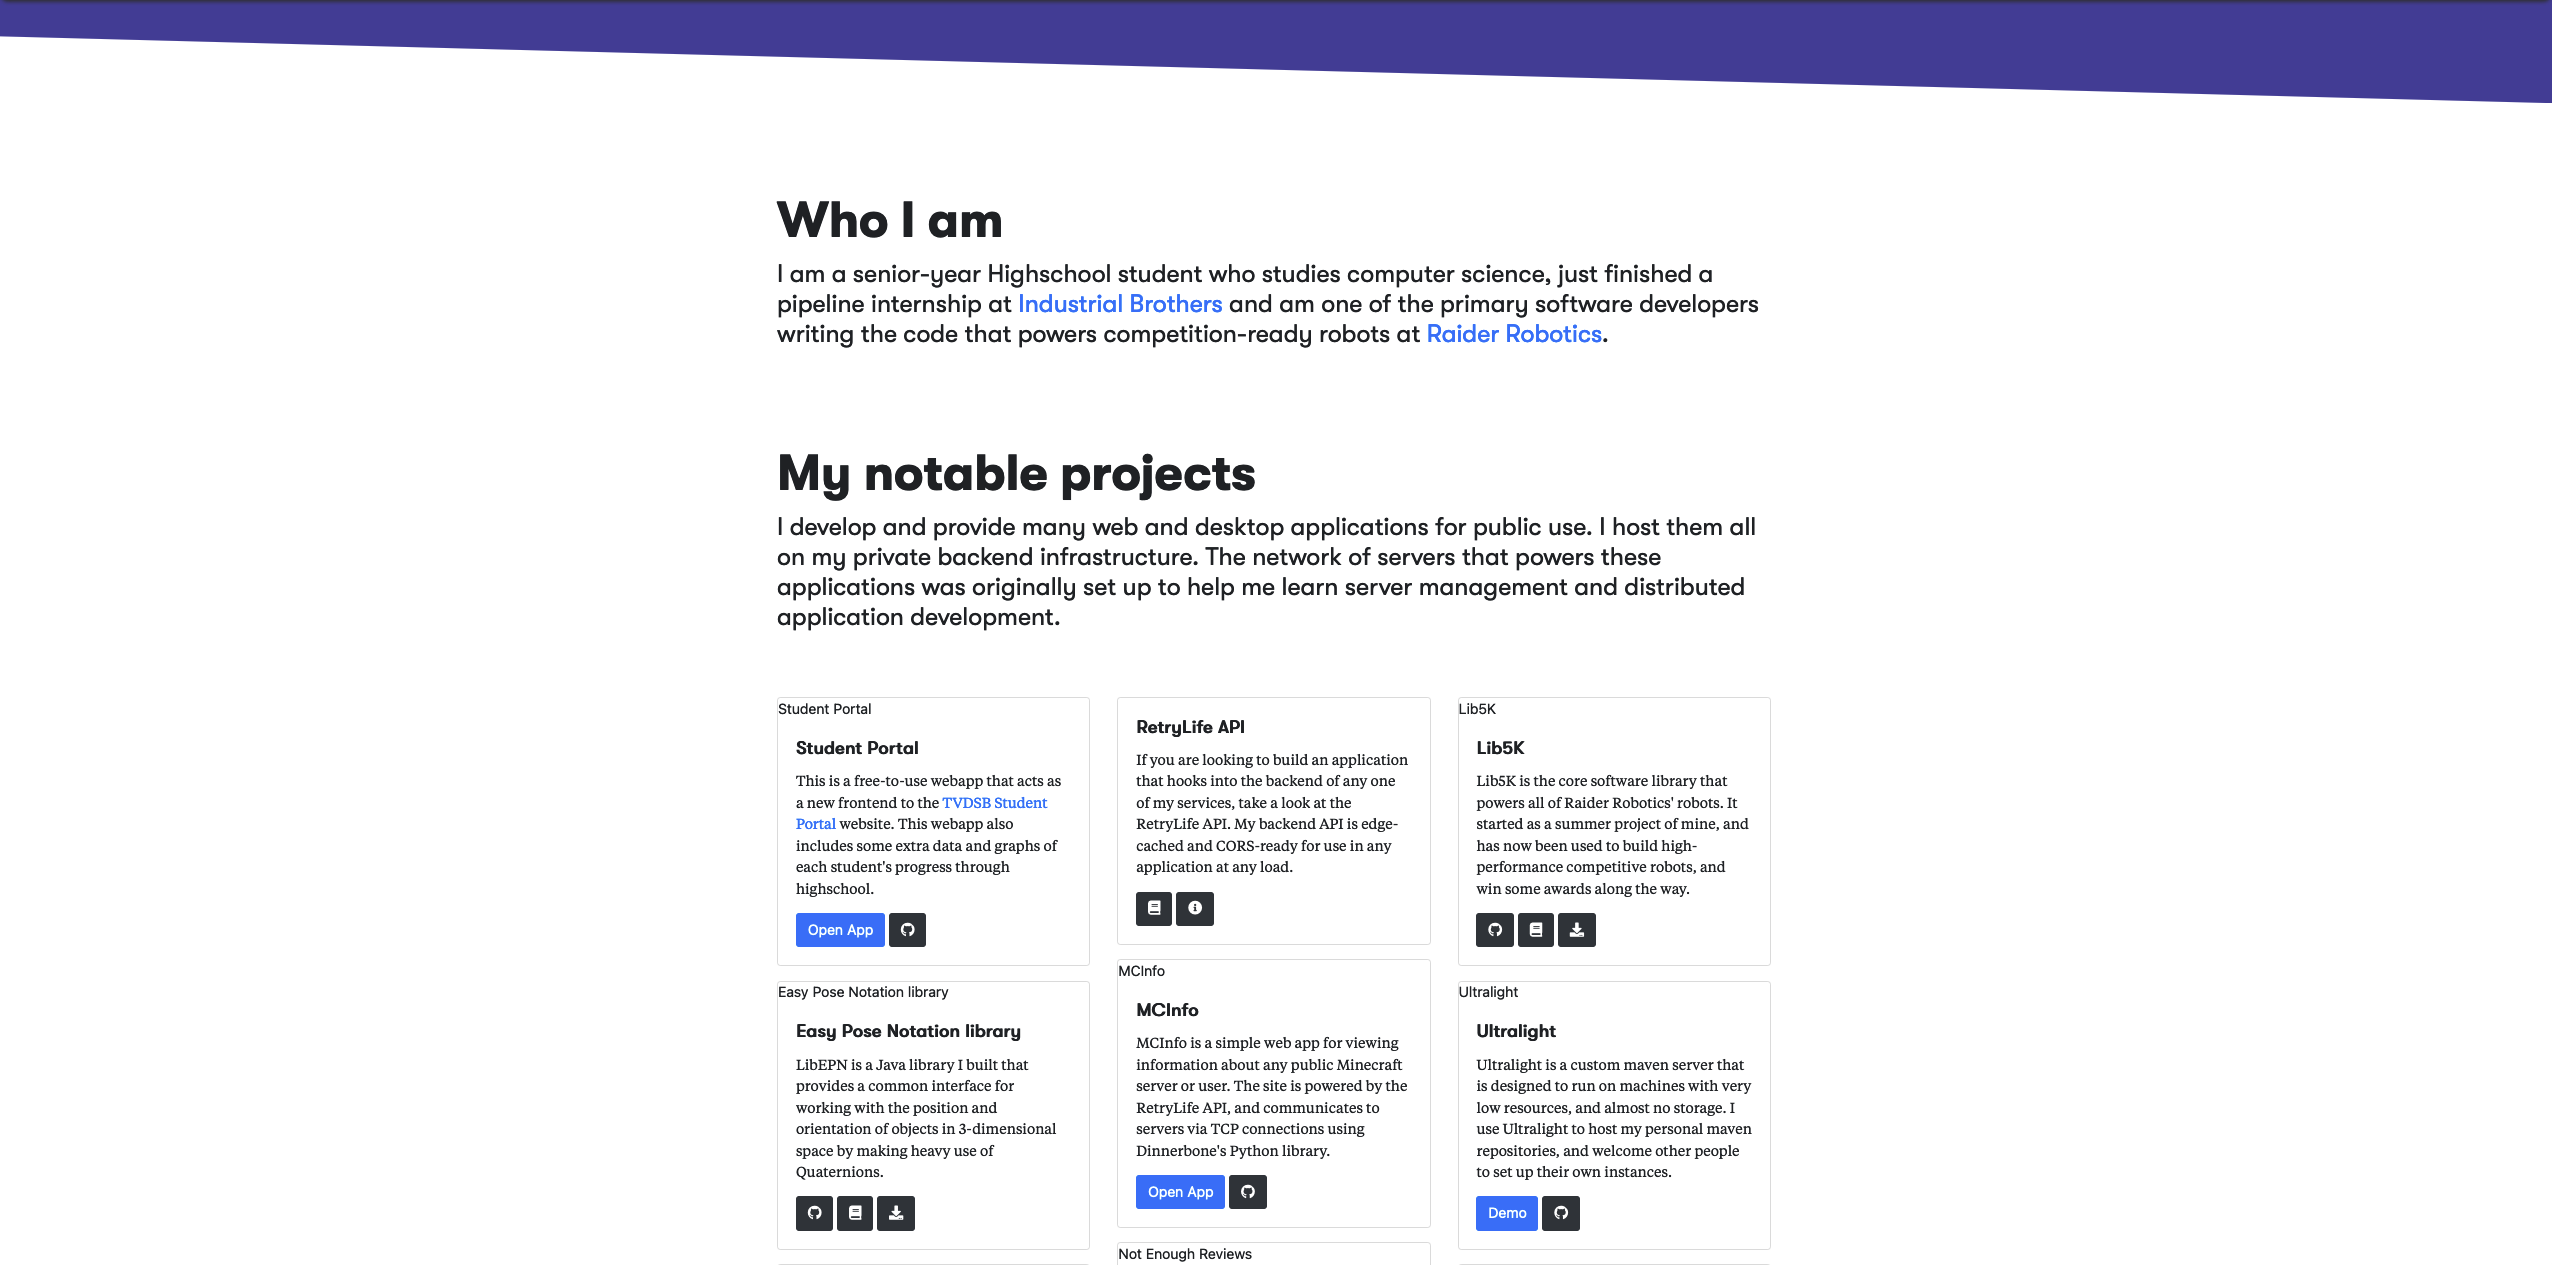 Who I am
I am a senior-year Highschool student who studies computer science, just finished a
pipeline internship at Industrial Brothers and am one of the primary software developers
writing the code that powers competition-ready robots at Raider Robotics.
My notable projects
I develop and provide many web and desktop applications for public use. I host them all
on my private backend infrastructure. The network of servers that powers these
applications was originally set up to help me learn server management and distributed
application development.
Student Portal
Student Portal
This is a free-to-use webapp that acts as
a new frontend to the TVDSB Student
Portal website. This webapp also
includes some extra data and graphs of
each student's progress through
highschool.
Open App
Easy Pose Notation library
Easy Pose Notation library
LibEPN is a Java library I built that
provides a common interface for
working with the position and
orientation of objects in 3-dimensional
space by making heavy use of
Quaternions.
RetryLife API
If you are looking to build an application
that hooks into the backend of any one
of my services, take a look at the
RetryLife API. My backend API is edge-
cached and CORS-ready for use in any
application at any load.
MCInfo
MCInfo
MCInfo is a simple web app for viewing
information about any public Minecraft
server or user. The site is powered by the
RetryLife API, and communicates to
servers via TCP connections using
Dinnerbone's Python library.
Open App
Not Enough Reviews
Lib5K
Lib5K
Lib5K is the core software library that
powers all of Raider Robotics' robots. It
started as a summer project of mine, and
has now been used to build high-
performance competitive robots, and
win some awards along the way.
Ultralight
Ultralight
Ultralight is a custom maven server that
is designed to run on machines with very
low resources, and almost no storage. I
use Ultralight to host my personal maven
repositories, and welcome other people
to set up their own instances.
Demo